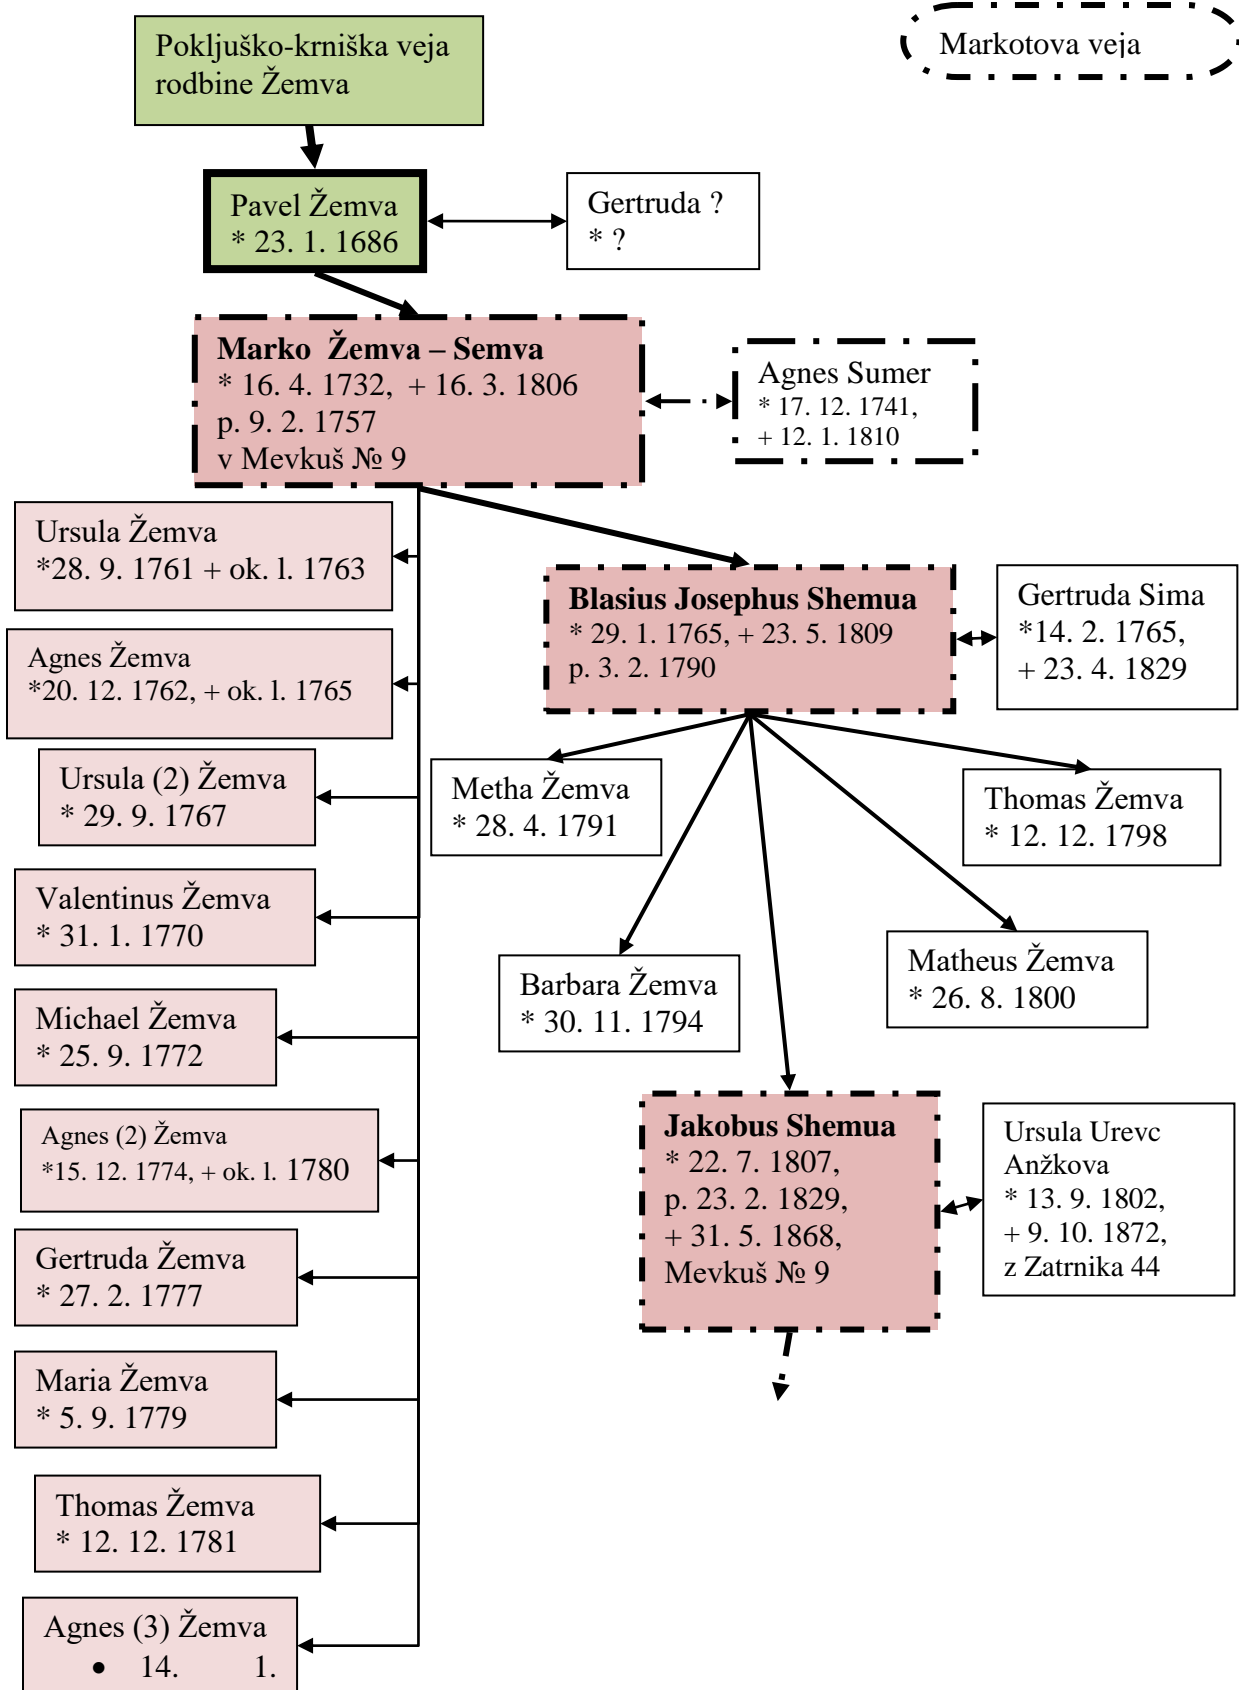 Pokljuško-krniška veja
rodbine Žemva
Markotova veja
Pavel Žemva
* 23. 1. 1686
Gertruda ?
* ?
Marko  Žemva – Semva
* 16. 4. 1732,  + 16. 3. 1806
p. 9. 2. 1757
v Mevkuš № 9
Agnes Sumer
* 17. 12. 1741,
+ 12. 1. 1810
Ursula Žemva
*28. 9. 1761 + ok. l. 1763
Agnes Žemva
*20. 12. 1762, + ok. l. 1765
Ursula (2) Žemva
* 29. 9. 1767
Valentinus Žemva
* 31. 1. 1770
Michael Žemva
* 25. 9. 1772
Agnes (2) Žemva
*15. 12. 1774, + ok. l. 1780
Gertruda Žemva
* 27. 2. 1777
Maria Žemva
* 5. 9. 1779
Thomas Žemva
* 12. 12. 1781
Agnes (3) Žemva
• 14. 1.
Blasius Josephus Shemua
* 29. 1. 1765, + 23. 5. 1809
p. 3. 2. 1790
Gertruda Sima
*14. 2. 1765,
+ 23. 4. 1829
Metha Žemva
* 28. 4. 1791
Thomas Žemva
* 12. 12. 1798
Barbara Žemva
* 30. 11. 1794
Matheus Žemva
* 26. 8. 1800
Jakobus Shemua
* 22. 7. 1807,
p. 23. 2. 1829,
+ 31. 5. 1868,
Mevkuš № 9
Ursula Urevc
Anžkova
* 13. 9. 1802,
+ 9. 10. 1872,
z Zatrnika 44